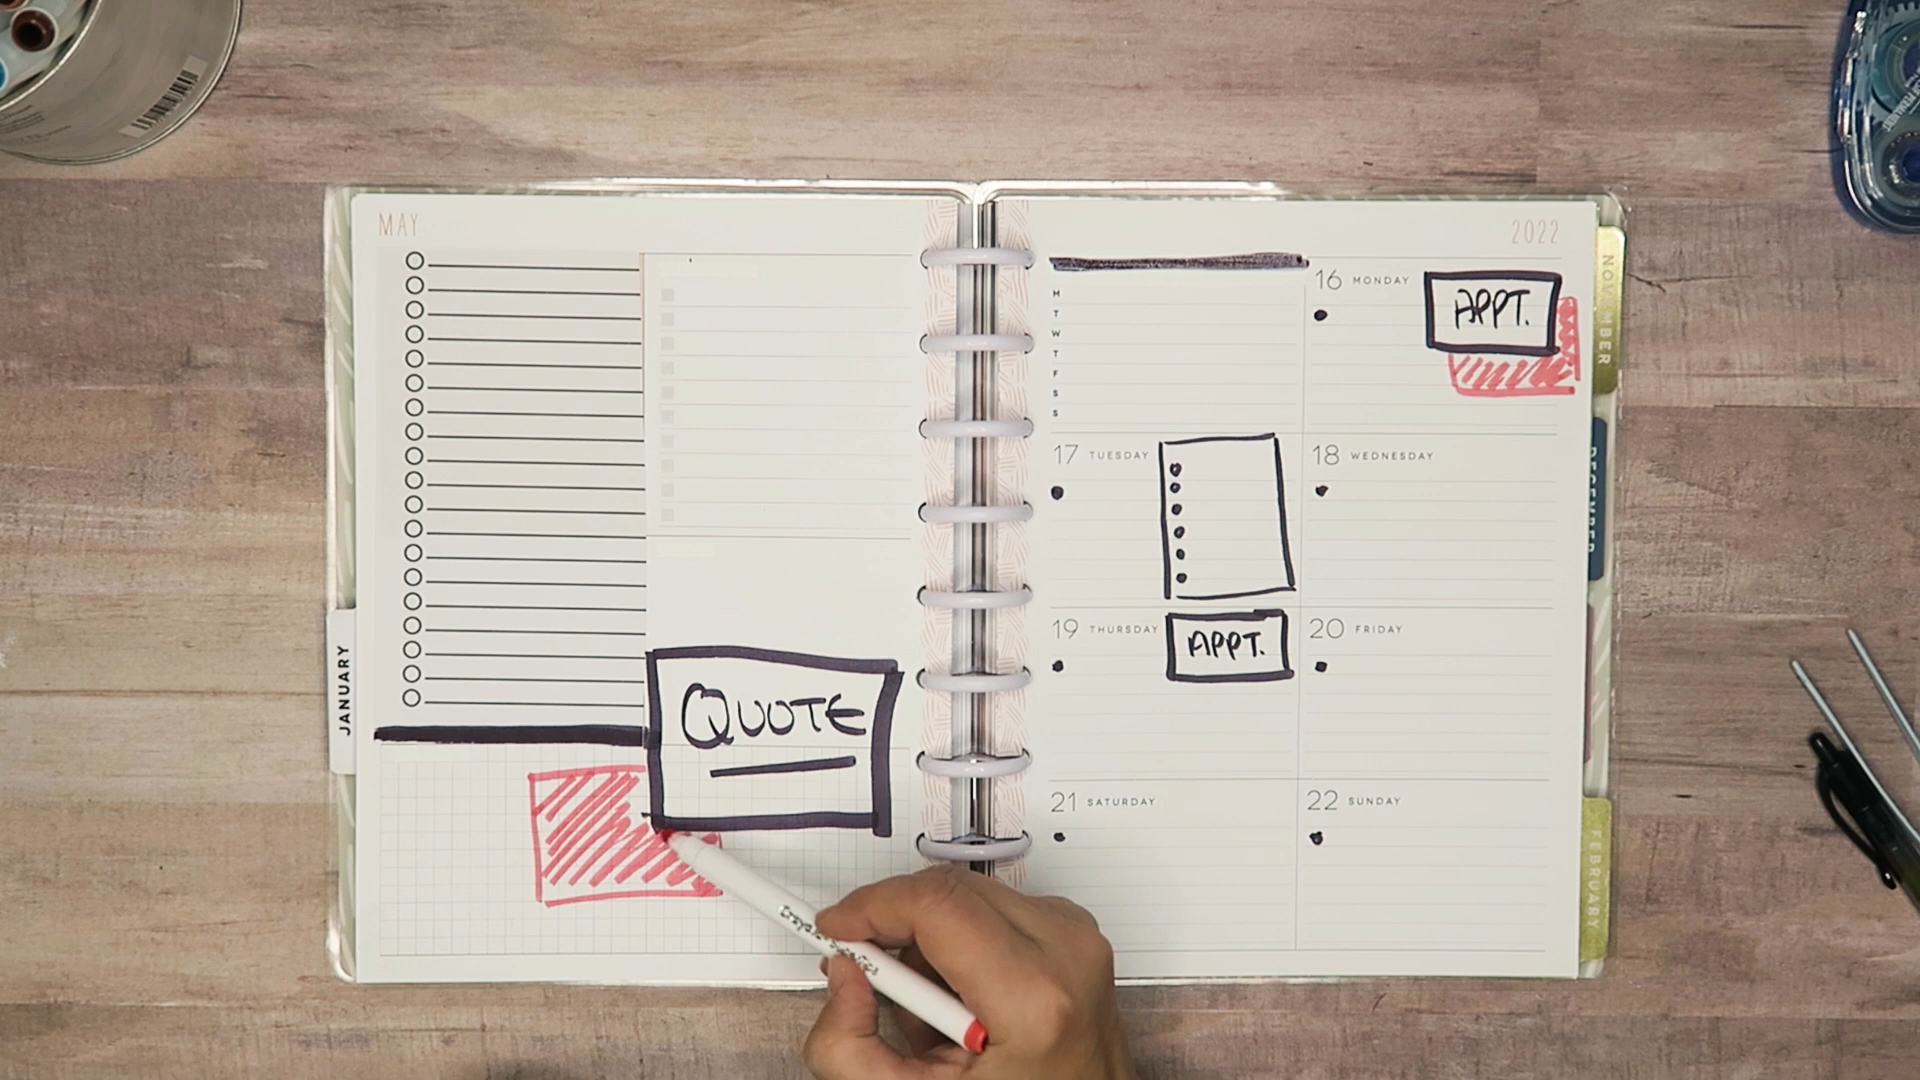 MAY
2022
QUOTE
M
T
W
T
F
S
S
16 MONDAY
APPT.
17 TUESDAY
18 WEDNESDAY
19 THURSDAY
APPT.
20 FRIDAY
21 SATURDAY
22 SUNDAY
JANUARY
NOVEMBER
DECEMBER
FEBRUARY